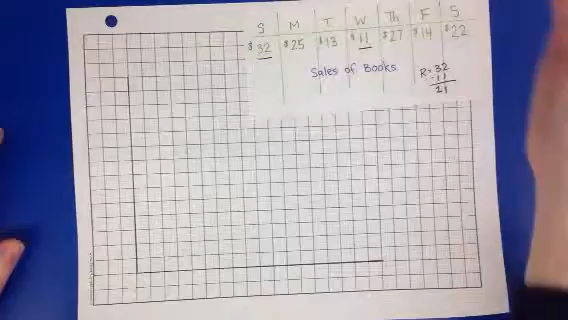 S M T W Th F S
$32 $25 $13 $11 $27 $14 $22
Sales of Books
R=32
-11
21